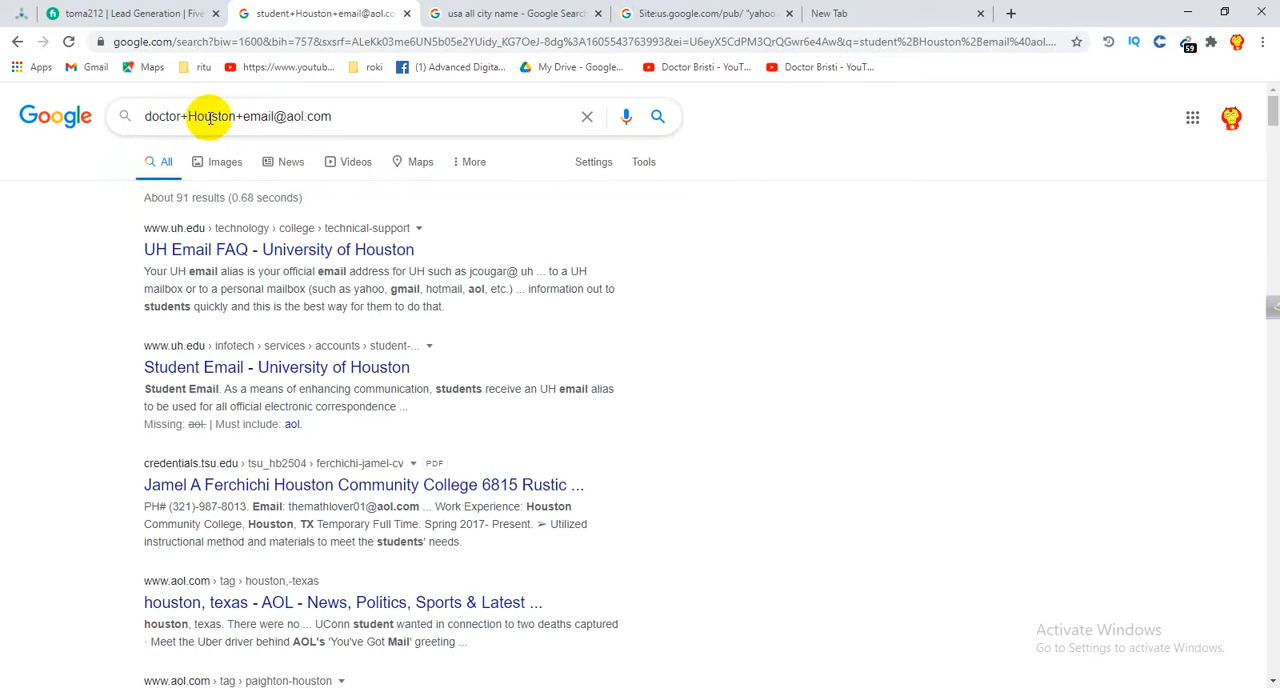 toma212 | Lead Generation | Five
student+Houston+email@aol.co
usa all city name - Google Search
Site:us.google.com/pub/ "yahoo
New Tab
google.com/search?biw=1600&bih=757&sxsrf=ALeKk03me6UN5b05e2YUidy_KG7OeJ-8dg%3A1605543763993&ei=U6eyX5CdPM3QrQGwr6e4Aw&q=student%2BHouston%2Bemail%40aol....
59
Apps
Gmail
Maps
ritu
https://www.youtub...
roki
(1) Advanced Digita...
My Drive - Google...
Doctor Bristi - YouT...
Doctor Bristi - YouT...
Google
doctor+Houston+email@aol.com
All
Images
News
Videos
Maps
More
Settings
Tools
About 91 results (0.68 seconds)
www.uh.edu › technology › college › technical-support
UH Email FAQ - University of Houston
Your UH email alias is your official email address for UH such as jcougar@ uh ... to a UH
mailbox or to a personal mailbox (such as yahoo, gmail, hotmail, aol, etc.) ... information out to
students quickly and this is the best way for them to do that.
www.uh.edu › infotech › services › accounts › student-...
Student Email - University of Houston
Student Email. As a means of enhancing communication, students receive an UH email alias
to be used for all official electronic correspondence ...
Missing: aol | Must include: aol.
credentials.tsu.edu › tsu_hb2504 › ferchichi-jamel-cv PDF
Jamel A Ferchichi Houston Community College 6815 Rustic ...
PH# (321)-987-8013. Email: themathlover01@aol.com ... Work Experience: Houston
Community College, Houston, TX Temporary Full Time. Spring 2017- Present. ➢ Utilized
instructional method and materials to meet the students' needs.
www.aol.com › tag › houston,-texas
houston, texas - AOL - News, Politics, Sports & Latest ...
houston, texas. There were no ... UConn student wanted in connection to two deaths captured
· Meet the Uber driver behind AOL's 'You've Got Mail' greeting ...
www.aol.com › tag › paighton-houston
Activate Windows
Go to Settings to activate Windows.